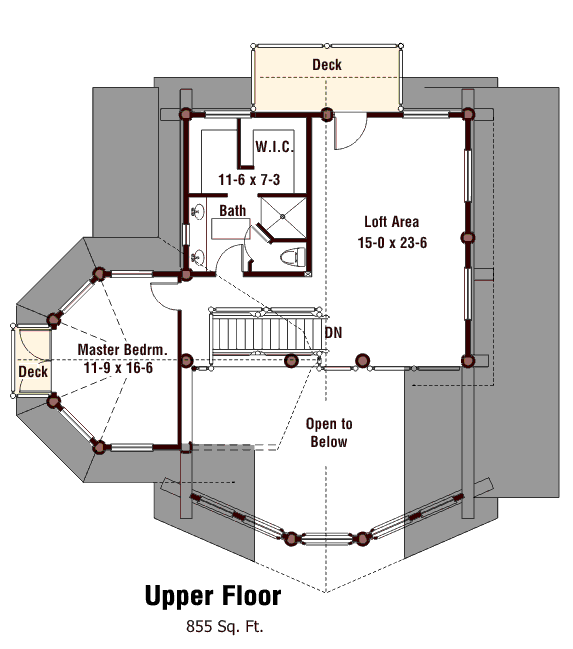 Deck
W.I.C.
11-6 x 7-3
Bath
Loft Area
15-0 x 23-6
DN
Master Bedrm.
11-9 x 16-6
Deck
Open to
Below
Upper Floor
855 Sq. Ft.